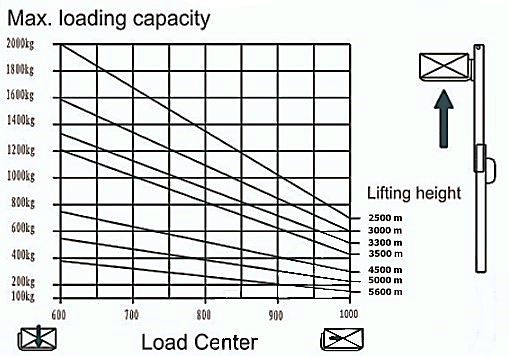 Max. loading capacity
2000kg
1800kg
1600kg
1400kg
1200kg
1000kg
800kg
600kg
400kg
200kg
100kg
Lifting height
2500 m
3000 m
3300 m
3500 m
4500 m
5000 m
5600 m
600 700 800 900 1000
Load Center